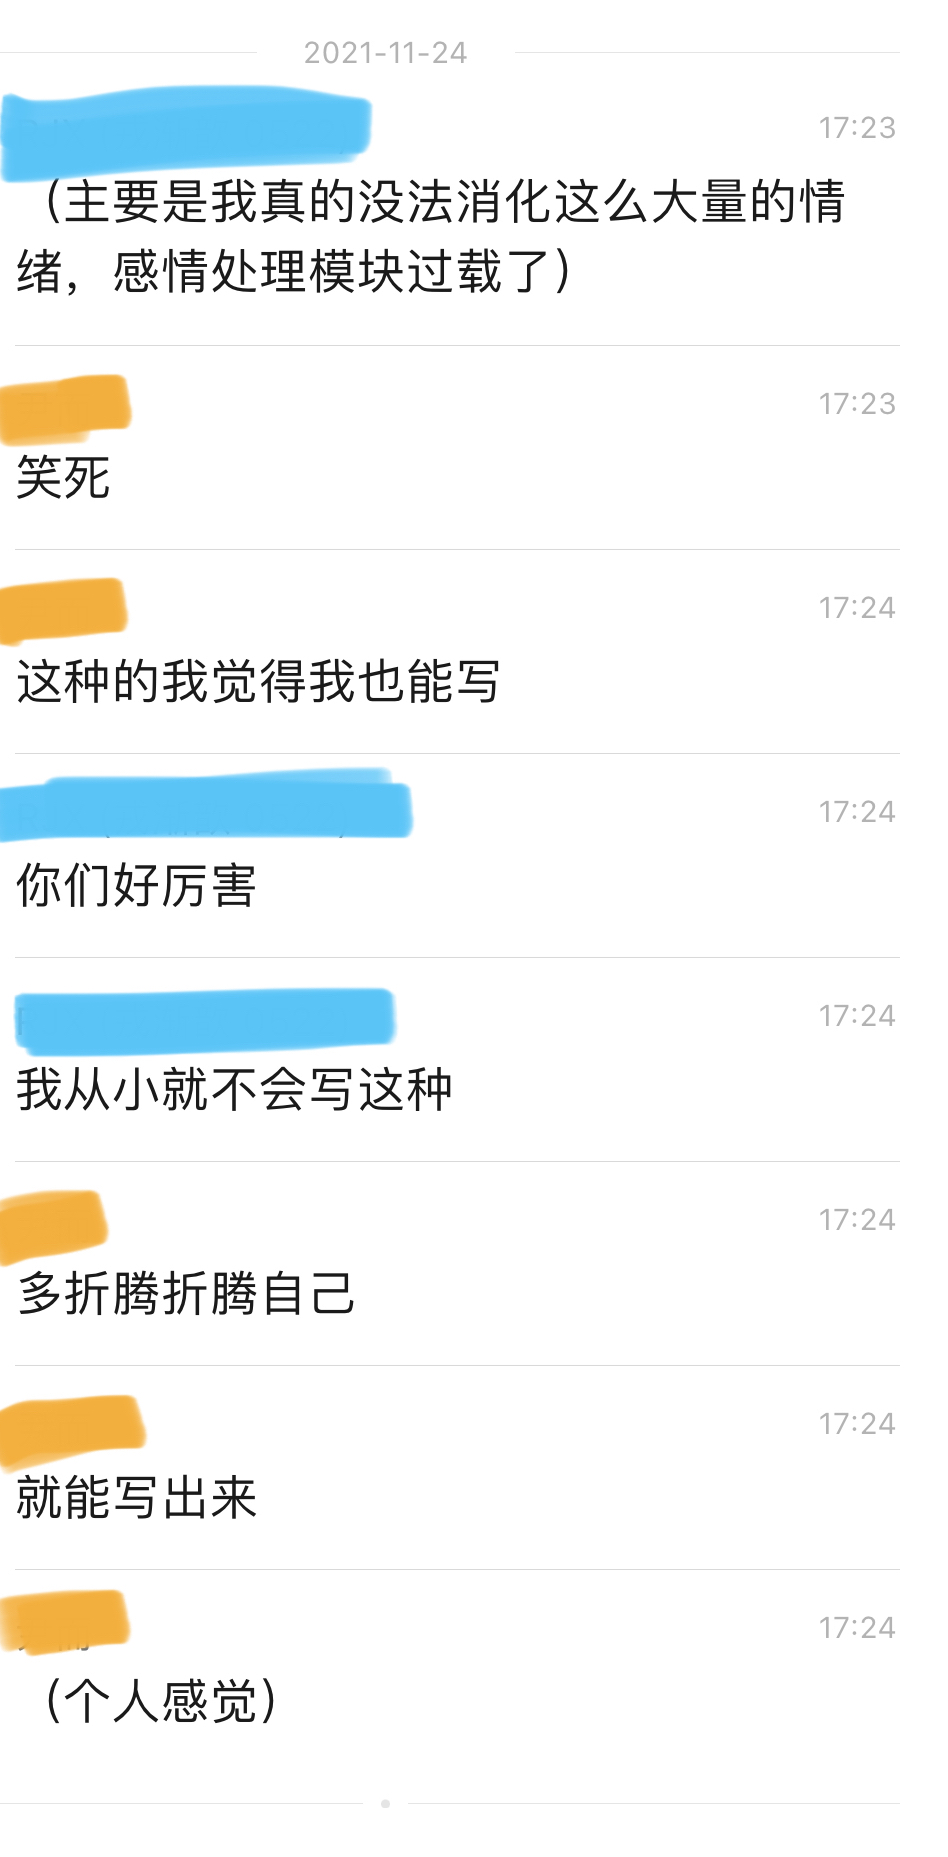 2021-11-24
17:23
（主要是我真的没法消化这么大量的情
绪，感情处理模块过载了）
17:23
笑死
17:24
这种的我觉得我也能写
17:24
你们好厉害
17:24
我从小就不会写这种
17:24
多折腾折腾自己
17:24
就能写出来
17:24
（个人感觉）